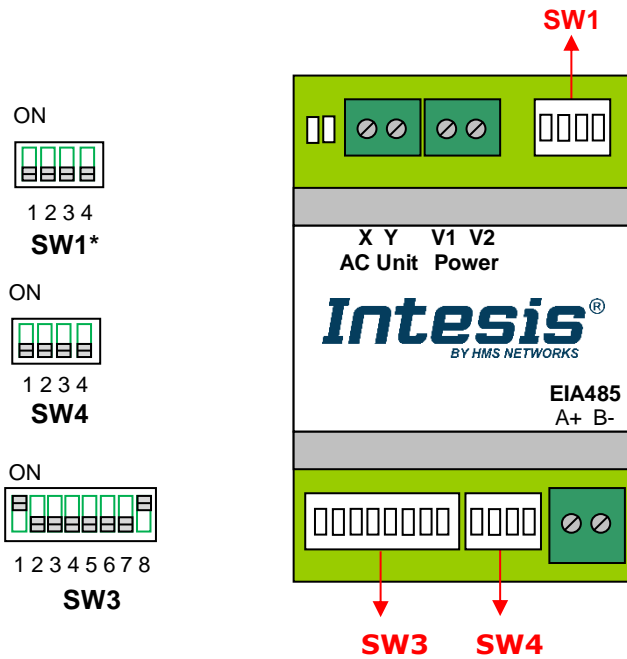 SW1
ON
1 2 3 4
SW1*
ON
1 2 3 4
SW4
ON
1 2 3 4 5 6 7 8
SW3
X Y V1 V2
AC Unit Power
Intesis®
BY HMS NETWORKS
EIA485
A+ B-
SW3 SW4